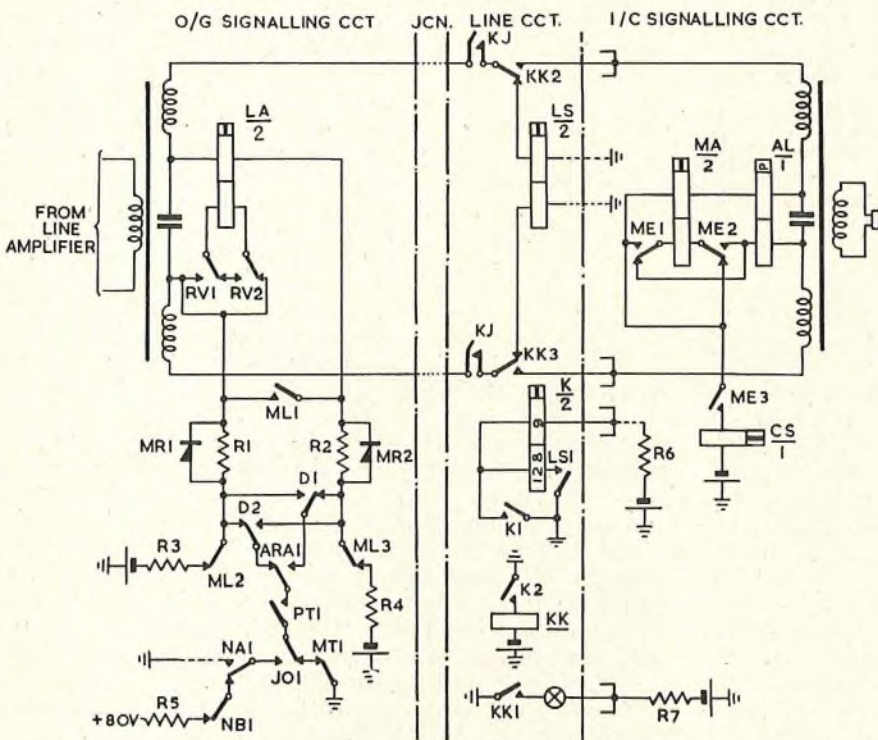 O/G SIGNALLING CCT
JCN.
LINE CCT.
I/C SIGNALLING CCT.
KJ
KK2
LA
2
LS
2
MA
2
AL
1
P
FROM
LINE
AMPLIFIER
ME1
ME2
RV1
RV2
KJ
KK3
ML1
K
2
9
128
ME3
MR1
R1
R2
MR2
LS1
R6
CS
1
D1
D2
K1
R3
ML2
ARA1
ML3
R4
K2
PT1
KK
NA1
MT1
JO1
R5
+80V
NB1
KK1
R7